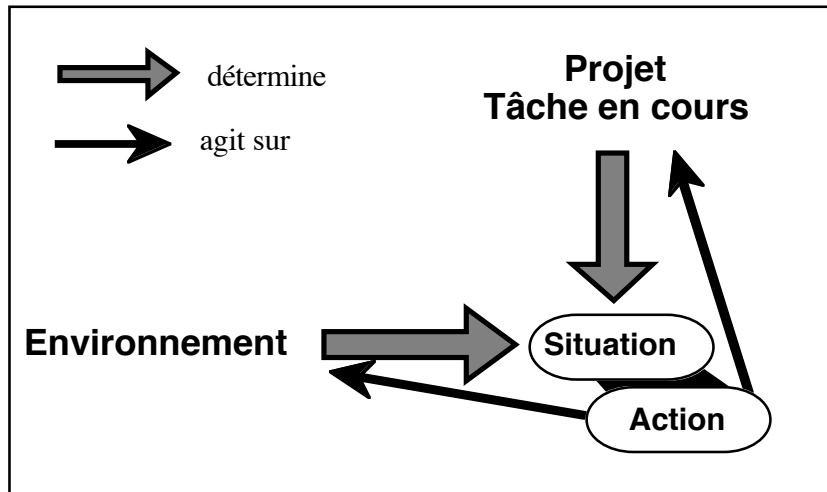 détermine
agit sur
Projet
Tâche en cours
Environnement
Situation
Action